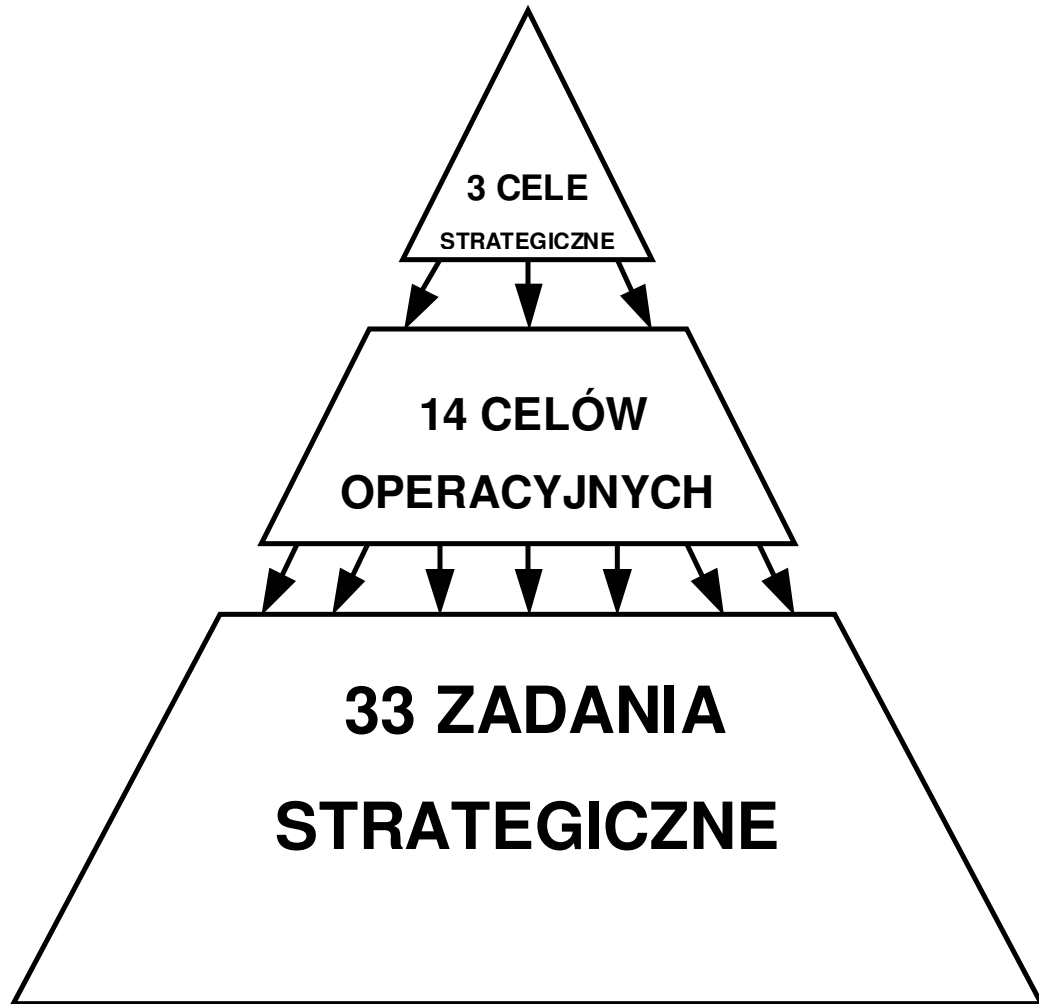 3 CELE
STRATEGICZNE
14 CELÓW
OPERACYJNYCH
33 ZADANIA
STRATEGICZNE